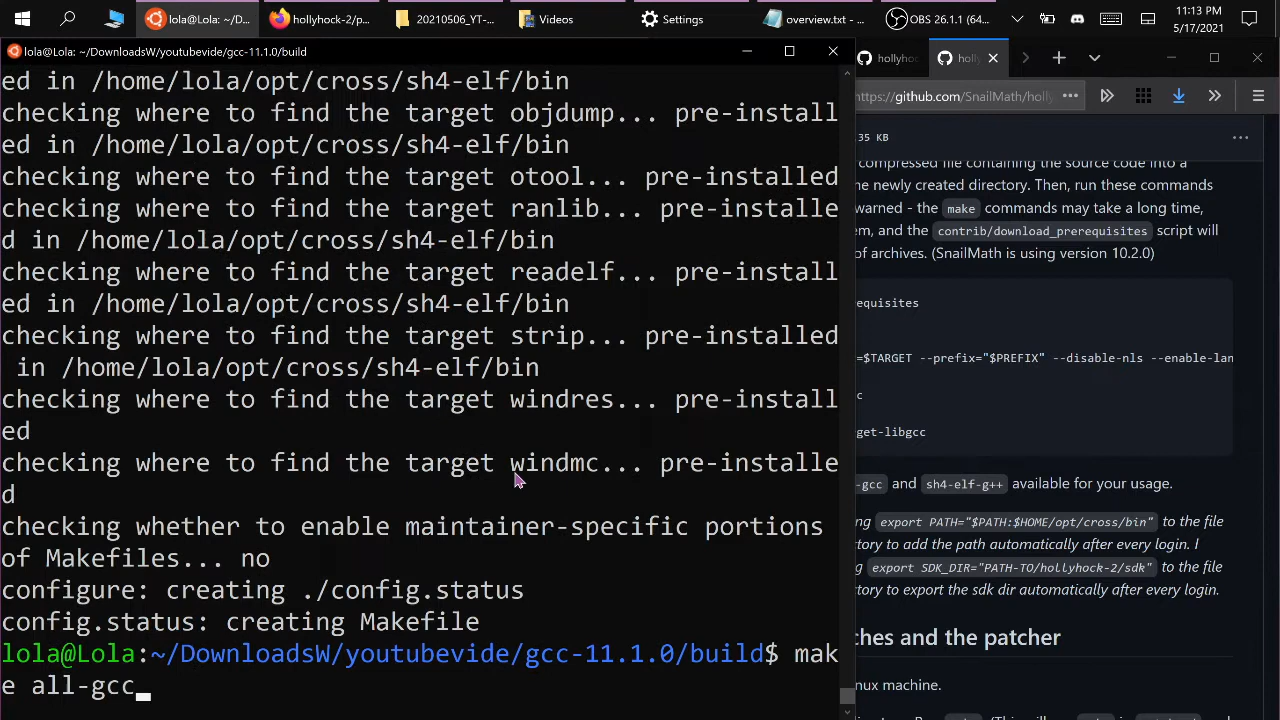 lola@Lola: ~/D...
hollyhock-2/p...
20210506_YT-...
Videos
Settings
overview.txt - ...
OBS 26.1.1 (64...
11:13 PM
5/17/2021
lola@Lola: ~/DownloadsW/youtubevide/gcc-11.1.0/build
ed in /home/lola/opt/cross/sh4-elf/bin
checking where to find the target objdump... pre-install
ed in /home/lola/opt/cross/sh4-elf/bin
checking where to find the target otool... pre-installed
checking where to find the target ranlib... pre-installe
d in /home/lola/opt/cross/sh4-elf/bin
checking where to find the target readelf... pre-install
ed in /home/lola/opt/cross/sh4-elf/bin
checking where to find the target strip... pre-installed
in /home/lola/opt/cross/sh4-elf/bin
checking where to find the target windres... pre-install
ed
checking where to find the target windmc... pre-installe
d
checking whether to enable maintainer-specific portions
of Makefiles... no
configure: creating ./config.status
config.status: creating Makefile
lola@Lola:~/DownloadsW/youtubevide/gcc-11.1.0/build$ mak
e all-gcc
hollyhoc
holly
https://github.com/SnailMath/holly
35 KB
compressed file containing the source code into a
he newly created directory. Then, run these commands
warned - the make commands may take a long time,
em, and the contrib/download_prerequisites script will
of archives. (SnailMath is using version 10.2.0)
equisites
=$TARGET --prefix="$PREFIX" --disable-nls --enable-lan
c
get-libgcc
-gcc and sh4-elf-g++ available for your usage.
ng export PATH="$PATH:$HOME/opt/cross/bin" to the file
ctory to add the path automatically after every login. I
ng export SDK_DIR="PATH-TO/hollyhock-2/sdk" to the file
ctory to export the sdk dir automatically after every login.
ches and the patcher
nux machine.